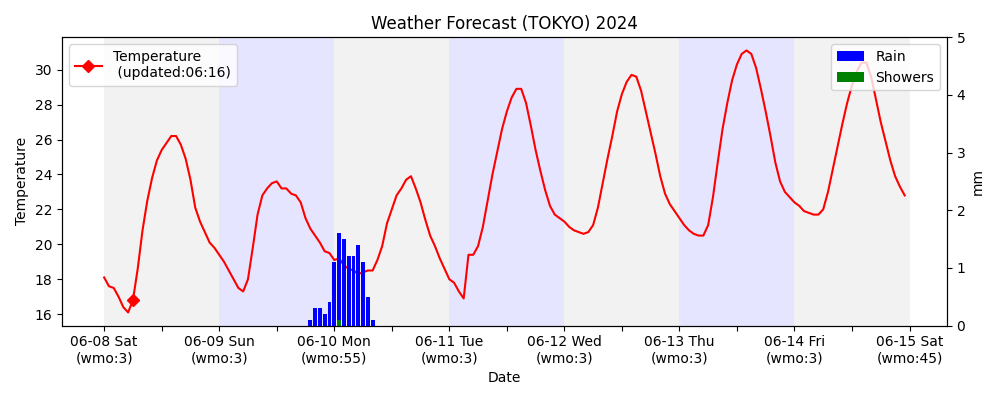 Weather Forecast (TOKYO) 2024
Temperature
(updated:06:16)
Rain
Showers
Temperature
30
28
26
24
22
20
18
16
5
4
3
2
1
0
mm
06-08 Sat
(wmo:3)
06-09 Sun
(wmo:3)
06-10 Mon
(wmo:55)
06-11 Tue
(wmo:3)
06-12 Wed
(wmo:3)
06-13 Thu
(wmo:3)
06-14 Fri
(wmo:3)
06-15 Sat
(wmo:45)
Date